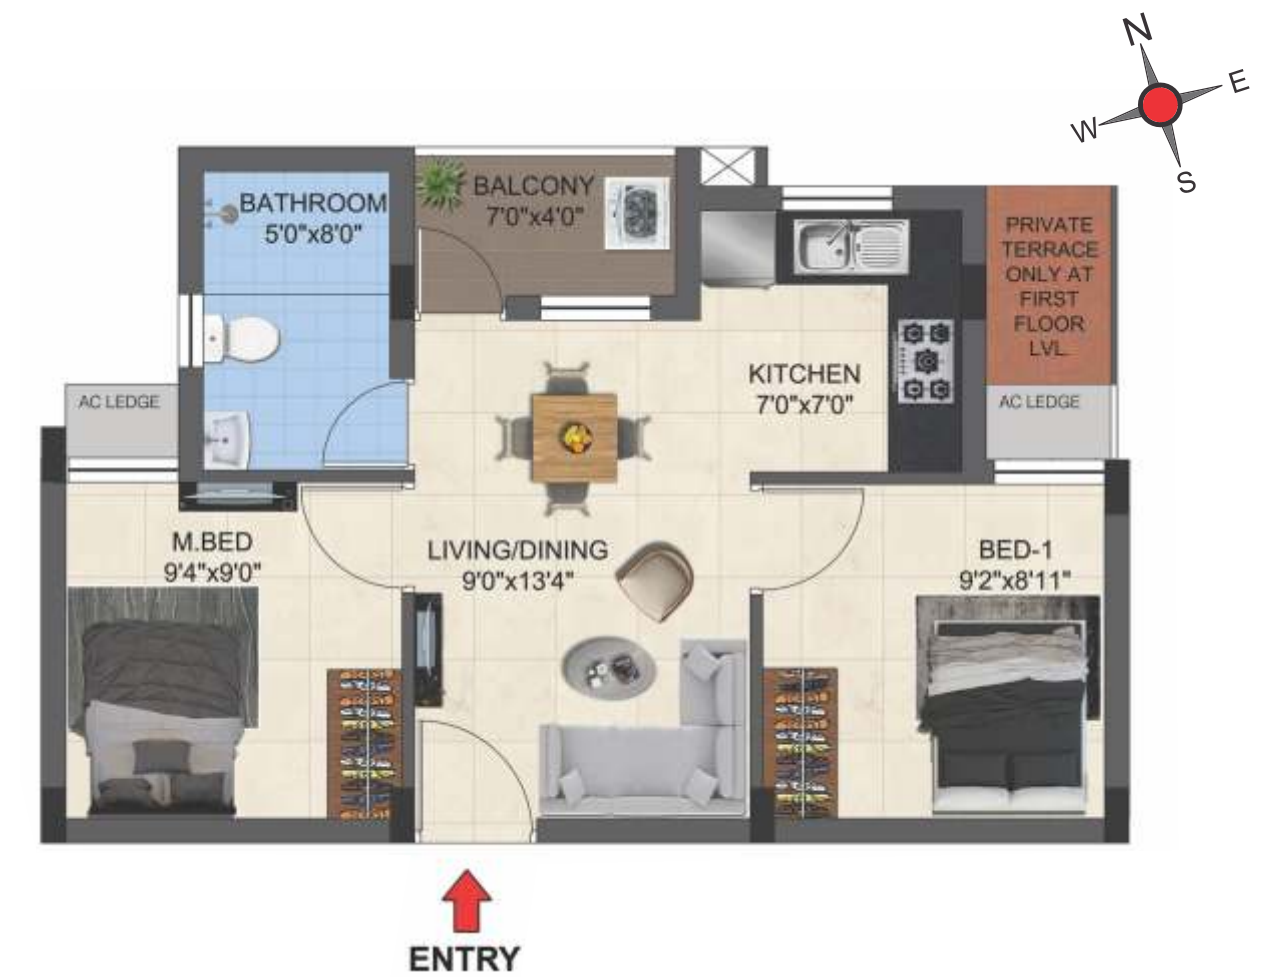 N
E
W
S
BATHROOM
5'0"x8'0"
BALCONY
7'0"x4'0"
PRIVATE
TERRACE
ONLY AT
FIRST
FLOOR
LVL.
KITCHEN
7'0"x7'0"
AC LEDGE
AC LEDGE
M.BED
9'4"x9'0"
LIVING/DINING
9'0"x13'4"
BED-1
9'2"x8'11"
ENTRY